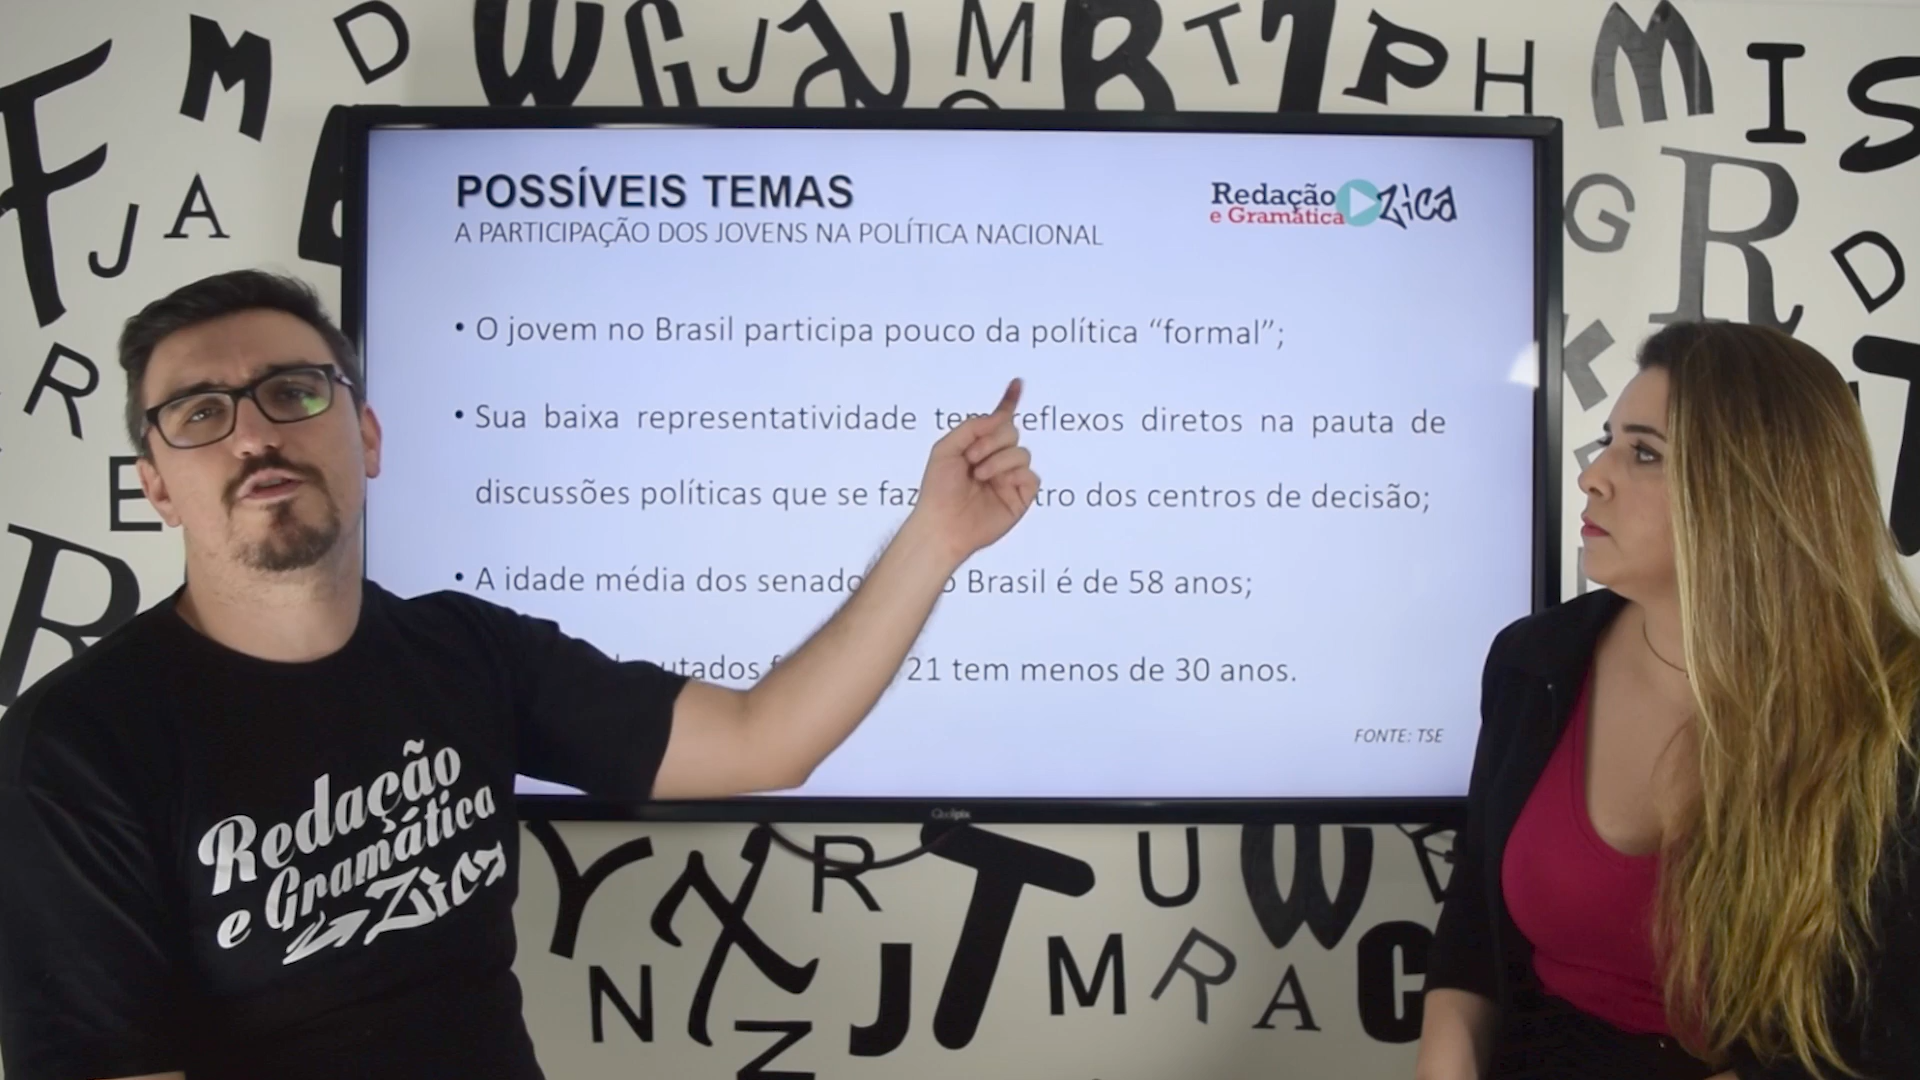 POSSÍVEIS TEMAS
A PARTICIPAÇÃO DOS JOVENS NA POLÍTICA NACIONAL
Redação
e Gramática
Zica
• O jovem no Brasil participa pouco da política “formal”;
• Sua baixa representatividade reflexos diretos na pauta de
discussões políticas que se dos centros de decisão;
• A idade média dos Brasil é de 58 anos;
21 tem menos de 30 anos.
FONTE: TSE
Redação
e Gramática
Zica